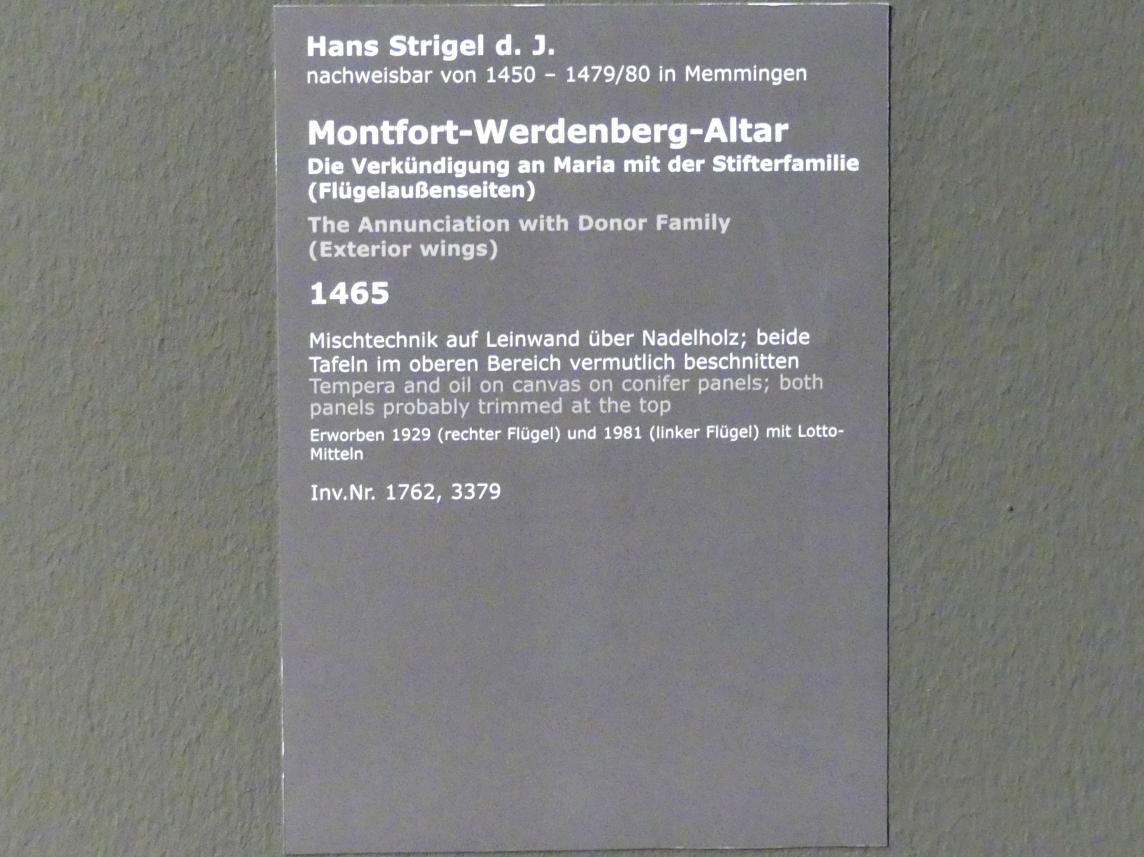 Hans Strigel d. J.
nachweisbar von 1450 – 1479/80 in Memmingen
Montfort-Werdenberg-Altar
Die Verkündigung an Maria mit der Stifterfamilie
(Flügelaußenseiten)
The Annunciation with Donor Family
(Exterior wings)
1465
Mischtechnik auf Leinwand über Nadelholz; beide
Tafeln im oberen Bereich vermutlich beschnitten
Tempera and oil on canvas on conifer panels; both
panels probably trimmed at the top
Erworben 1929 (rechter Flügel) und 1981 (linker Flügel) mit Lotto-
Mitteln
Inv.Nr. 1762, 3379